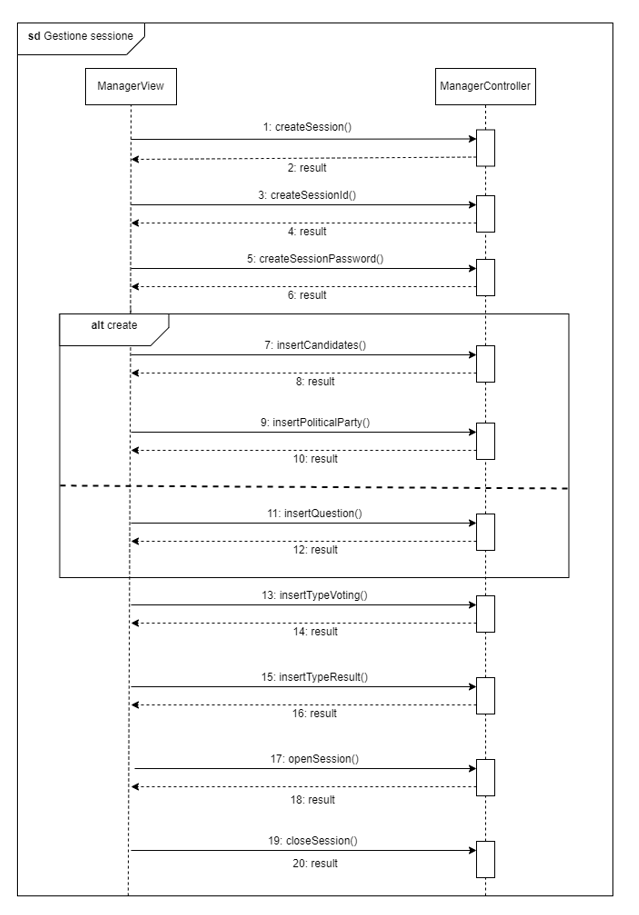 sd Gestione sessione
ManagerView
ManagerController
1: createSession()
2: result
3: createSessionId()
4: result
5: createSessionPassword()
6: result
alt create
7: insertCandidates()
8: result
9: insertPoliticalParty()
10: result
11: insertQuestion()
12: result
13: insertTypeVoting()
14: result
15: insertTypeResult()
16: result
17: openSession()
18: result
19: closeSession()
20: result